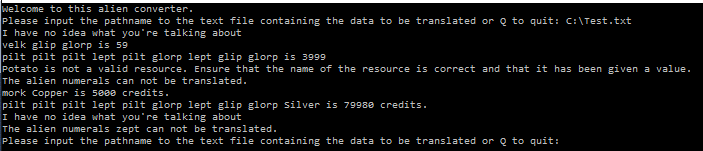 Welcome to this alien converter.
Please input the pathname to the text file containing the data to be translated or Q to quit: C:\Test.txt
I have no idea what you're talking about
velk glip glorp is 59
pilt pilt pilt lept pilt glorp lept glip glorp is 3999
Potato is not a valid resource. Ensure that the name of the resource is correct and that it has been given a value.
The alien numerals can not be translated.
mork Copper is 5000 credits.
pilt pilt pilt lept pilt glorp lept glip glorp Silver is 79980 credits.
I have no idea what you're talking about
The alien numerals zept can not be translated.
Please input the pathname to the text file containing the data to be translated or Q to quit: